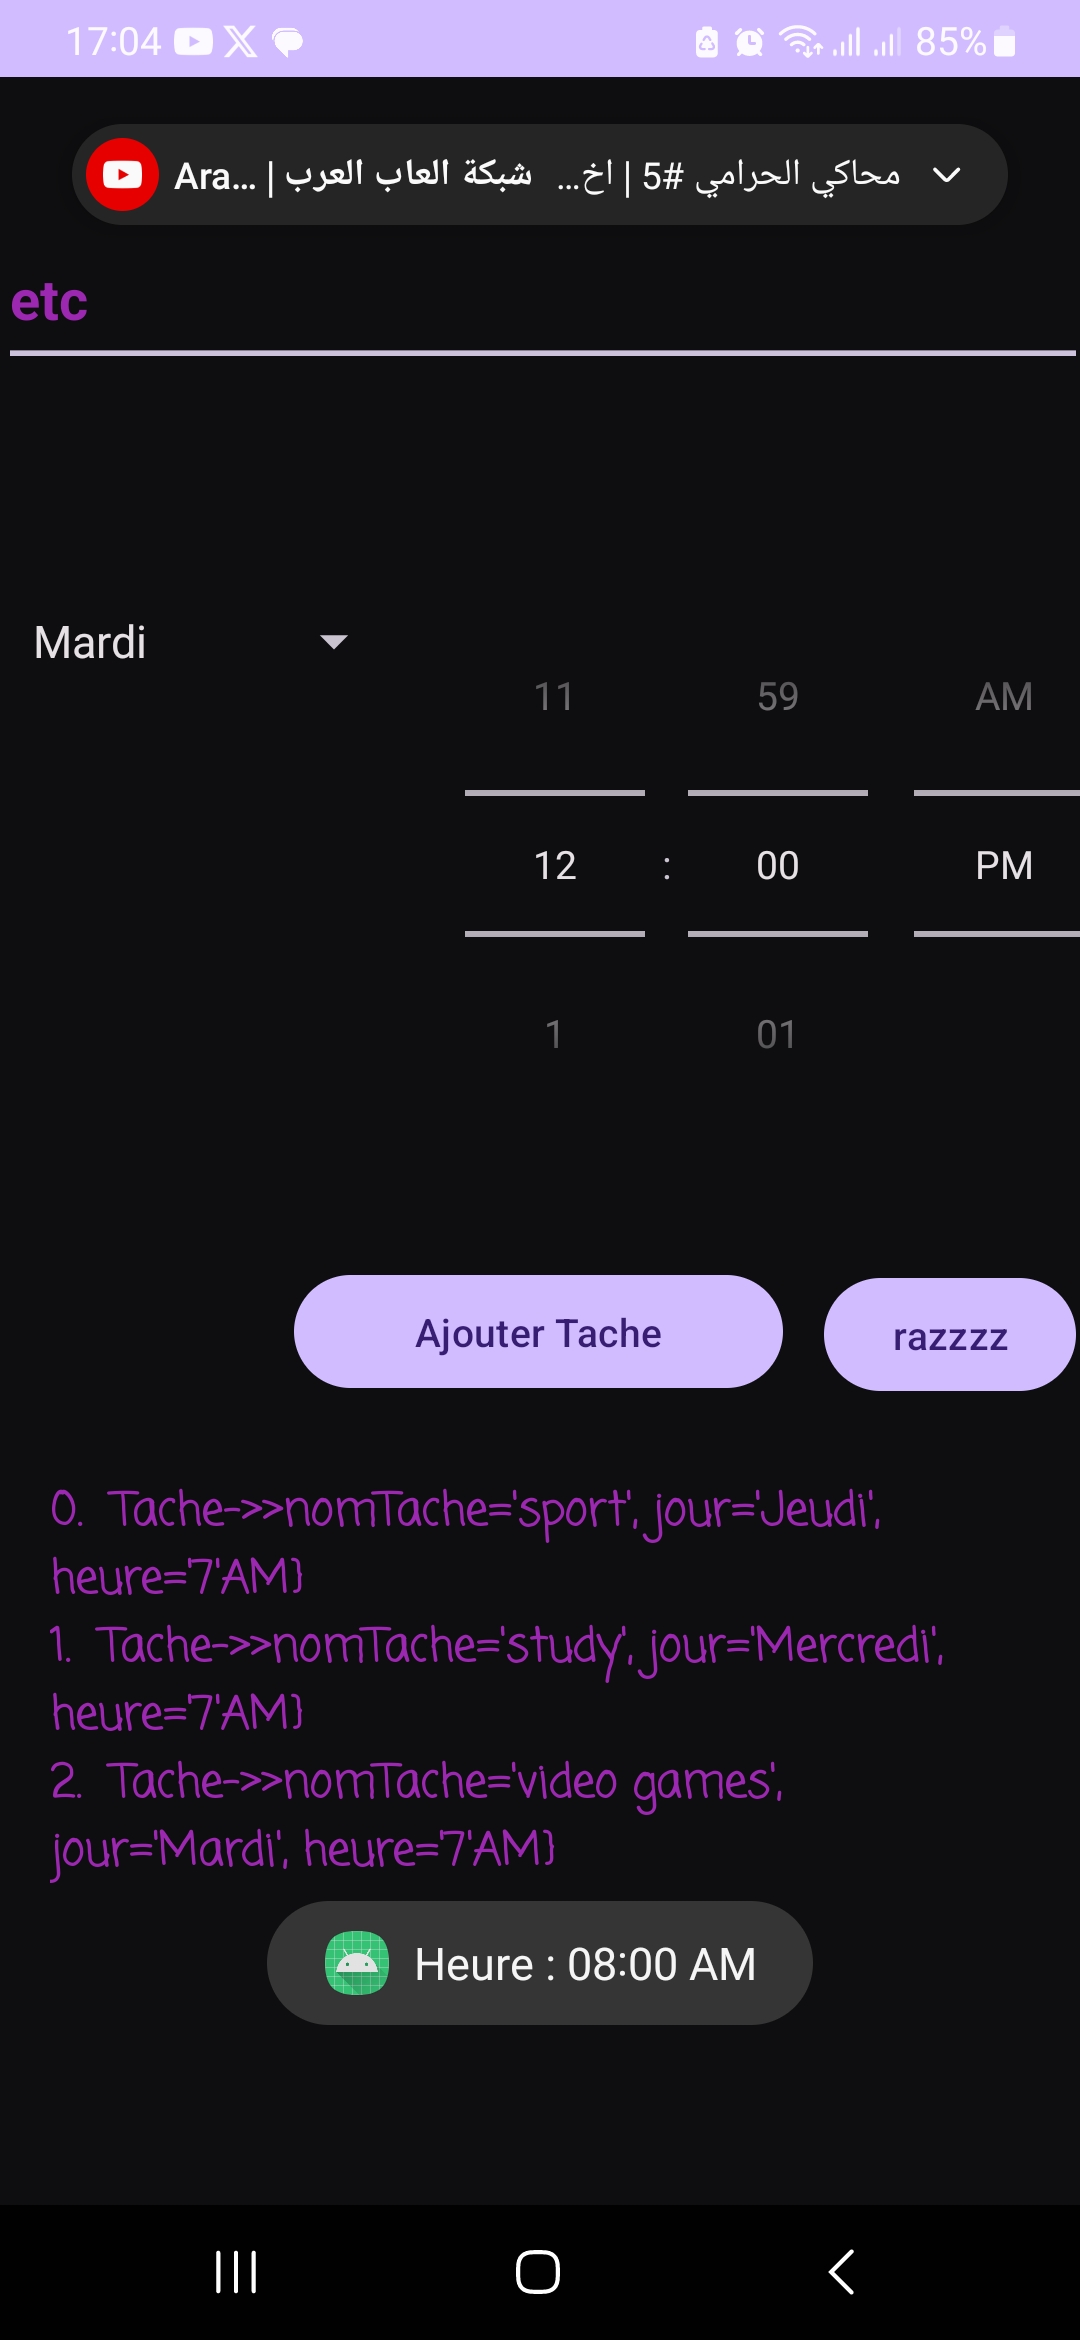 17:04 85%
Ara... | شبكة العاب العرب محاكي الحرامي #5 | اخ...
etc
Mardi
11 59 AM
12 : 00 PM
1 01
Ajouter Tache razzzz
0. Tache->>nomTache='sport', jour='Jeudi',
heure='7'AM}
1. Tache->>nomTache='study', jour='Mercredi',
heure='7'AM}
2. Tache->>nomTache='video games',
jour='Mardi', heure='7'AM}
Heure : 08:00 AM